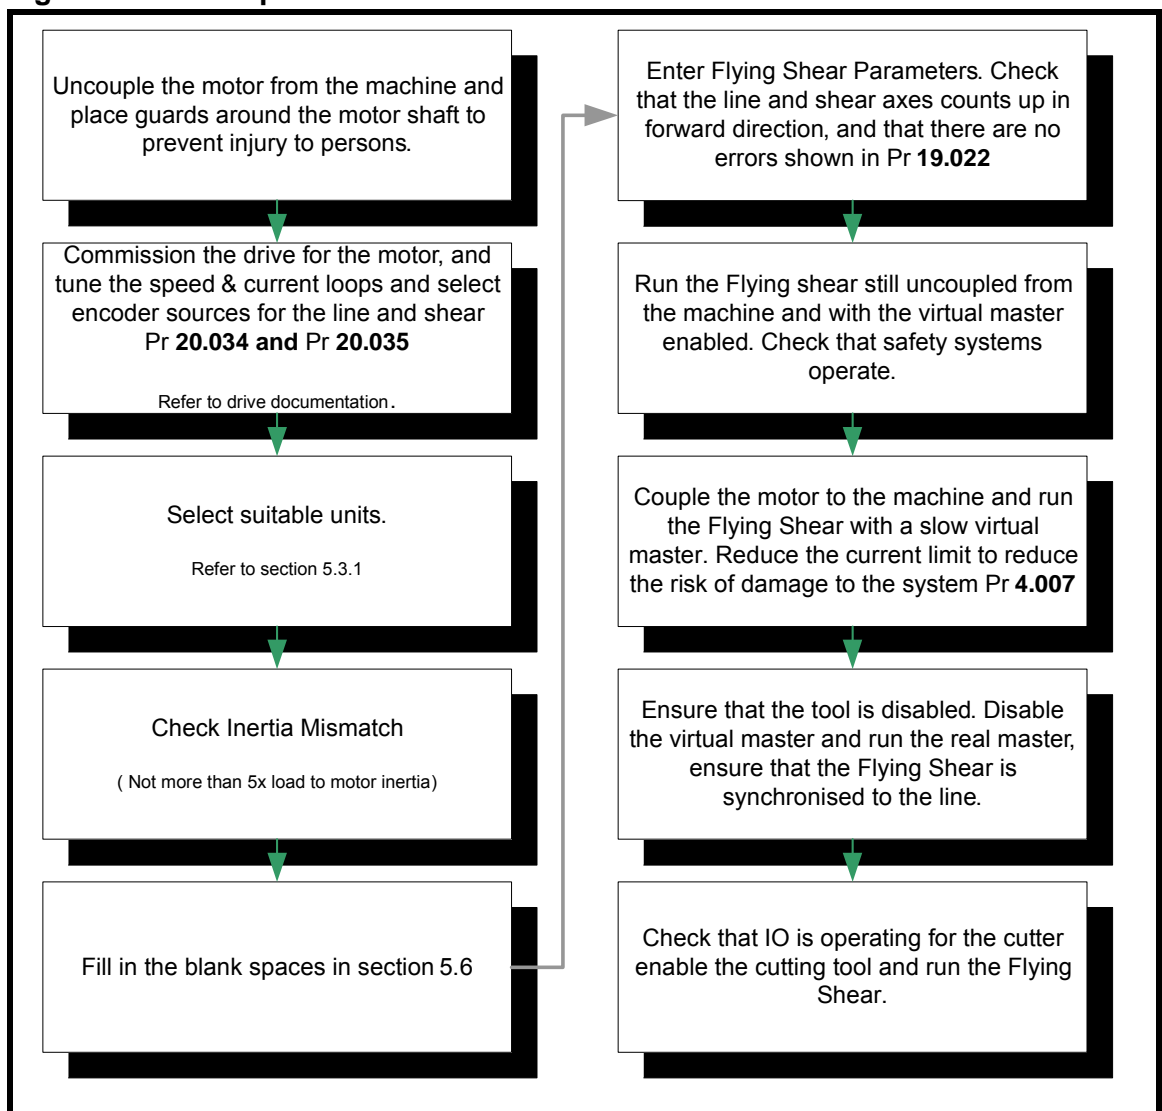 Uncouple the motor from the machine and
place guards around the motor shaft to
prevent injury to persons.
Commission the drive for the motor, and
tune the speed & current loops and select
encoder sources for the line and shear
Pr 20.034 and Pr 20.035
Refer to drive documentation.
Select suitable units.
Refer to section 5.3.1
Check Inertia Mismatch
( Not more than 5x load to motor inertia)
Fill in the blank spaces in section 5.6
Enter Flying Shear Parameters. Check
that the line and shear axes counts up in
forward direction, and that there are no
errors shown in Pr 19.022
Run the Flying shear still uncoupled from
the machine and with the virtual master
enabled. Check that safety systems
operate.
Couple the motor to the machine and run
the Flying Shear with a slow virtual
master. Reduce the current limit to reduce
the risk of damage to the system Pr 4.007
Ensure that the tool is disabled. Disable
the virtual master and run the real master,
ensure that the Flying Shear is
synchronised to the line.
Check that IO is operating for the cutter
enable the cutting tool and run the Flying
Shear.